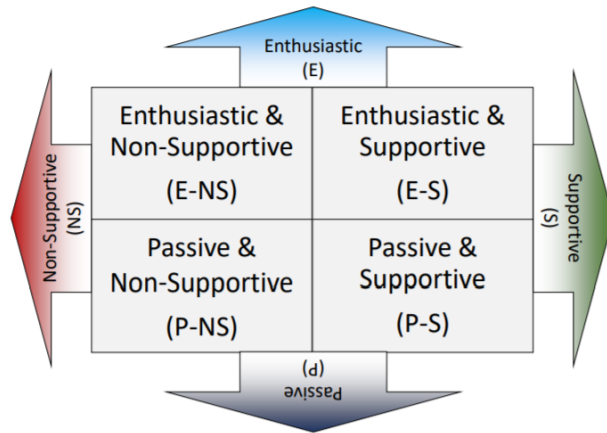 Enthusiastic
(E)
Non-Supportive
(NS)
Enthusiastic &
Non-Supportive
(E-NS)
Enthusiastic &
Supportive
(E-S)
Passive &
Non-Supportive
(P-NS)
Passive &
Supportive
(P-S)
Supportive
(S)
Passive
(P)